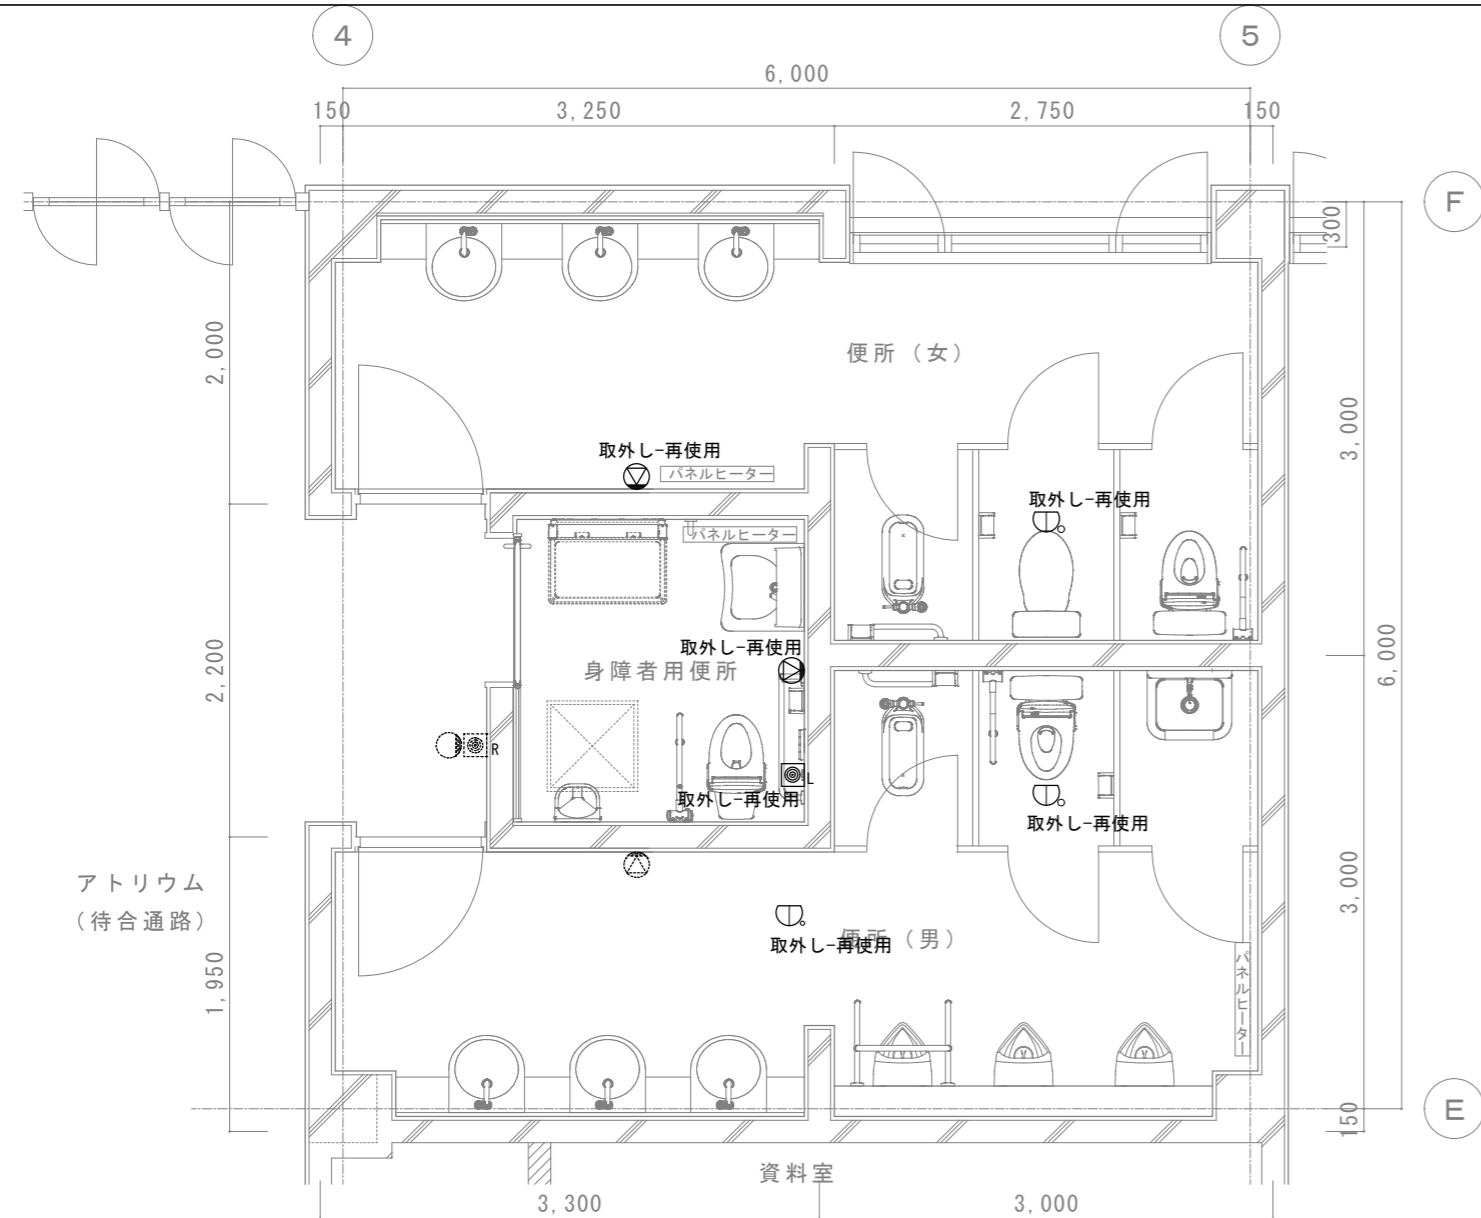 4
5
6,000
150
3,250
2,750
150
F
300
2,000
便所（女）
3,000
取外し-再使用
パネルヒーター
取外し-再使用
パネルヒーター
取外し-再使用
身障者用便所
2,200
6,000
R
L
取外し-再使用
取外し-再使用
アトリウム
（待合通路）
3,000
便所（男）
取外し-再使用
パネルヒーター
1,950
E
150
資料室
3,300
3,000